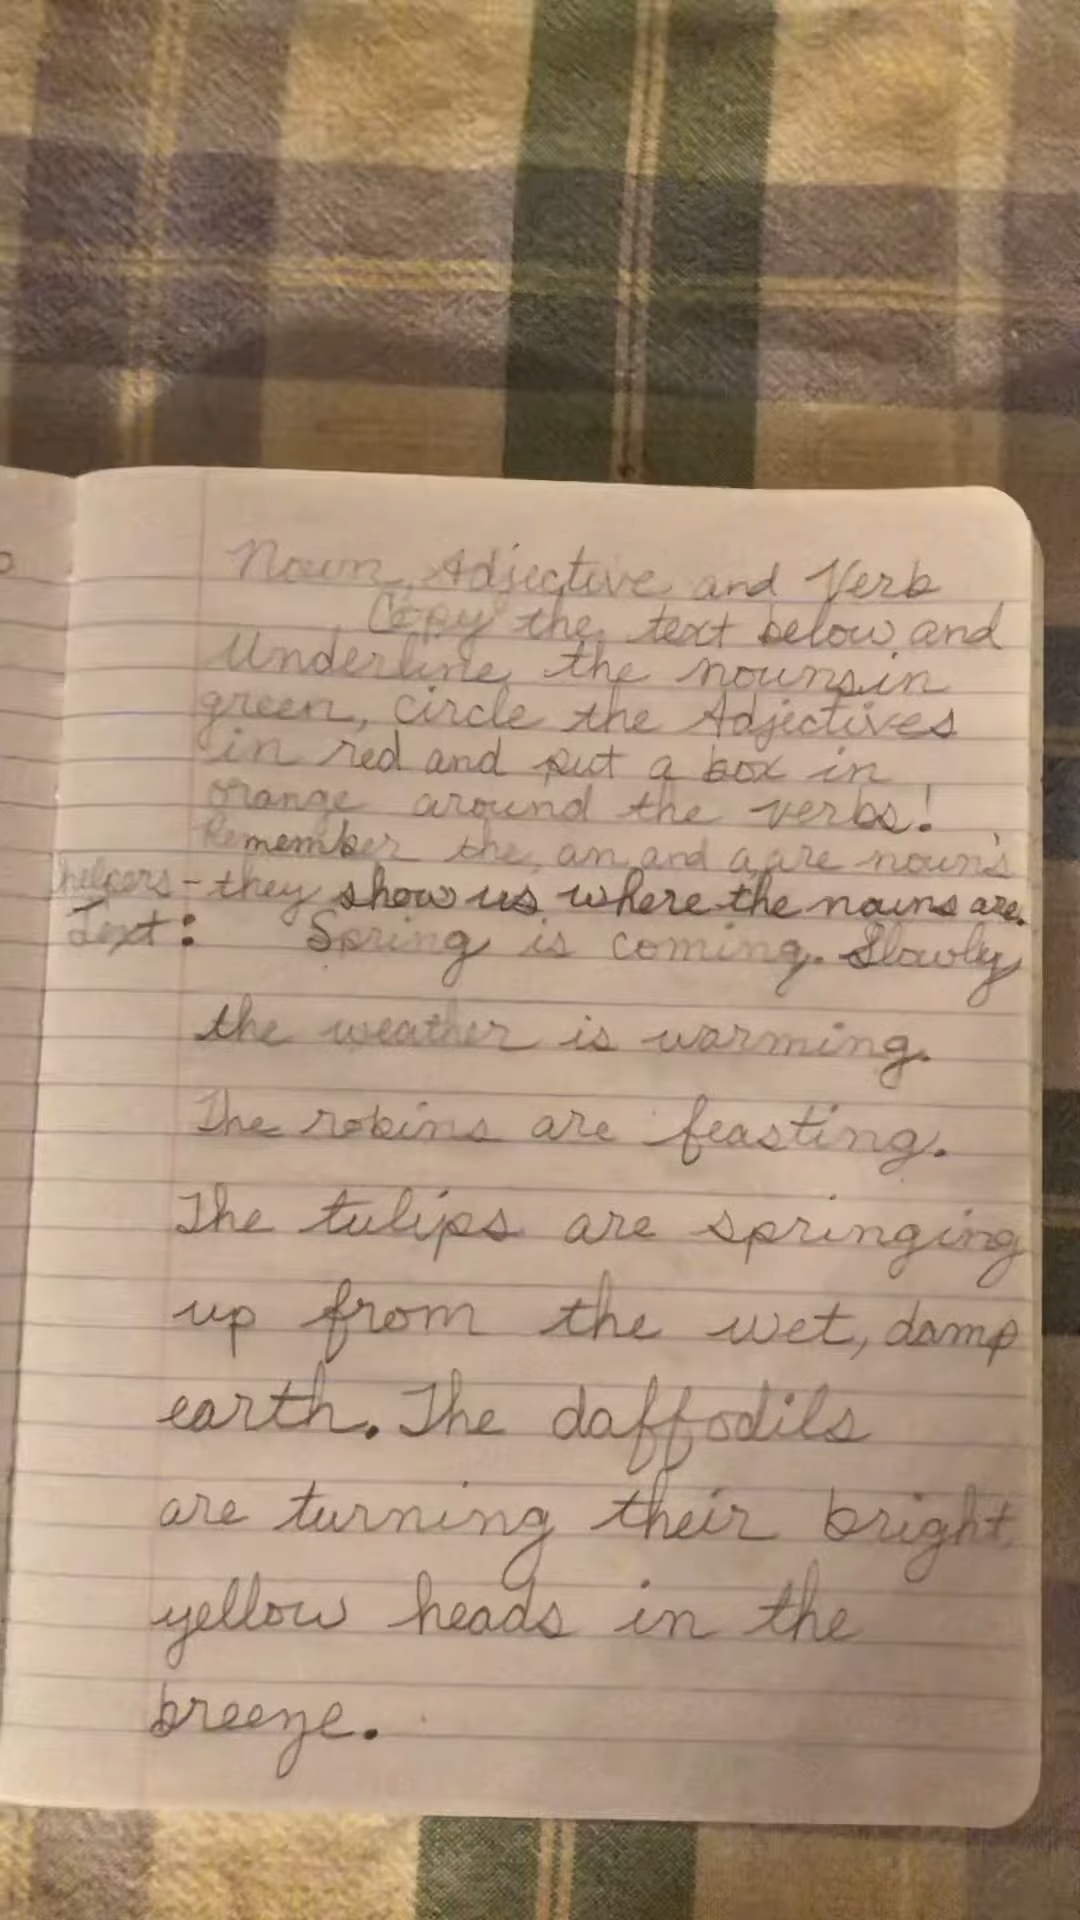 Noun, Adjective and Verb
Copy the text below and
Underline the nouns in
green, circle the Adjectives
in red and put a box in
orange around the verbs!
Remember the, an, and a, are noun's
helpers - they show us where the nouns are.
Text: Spring is coming. Slowly
the weather is warming.
The robins are feasting.
The tulips are springing
up from the wet, damp
earth. The daffodils
are turning their bright
yellow heads in the
breeze.